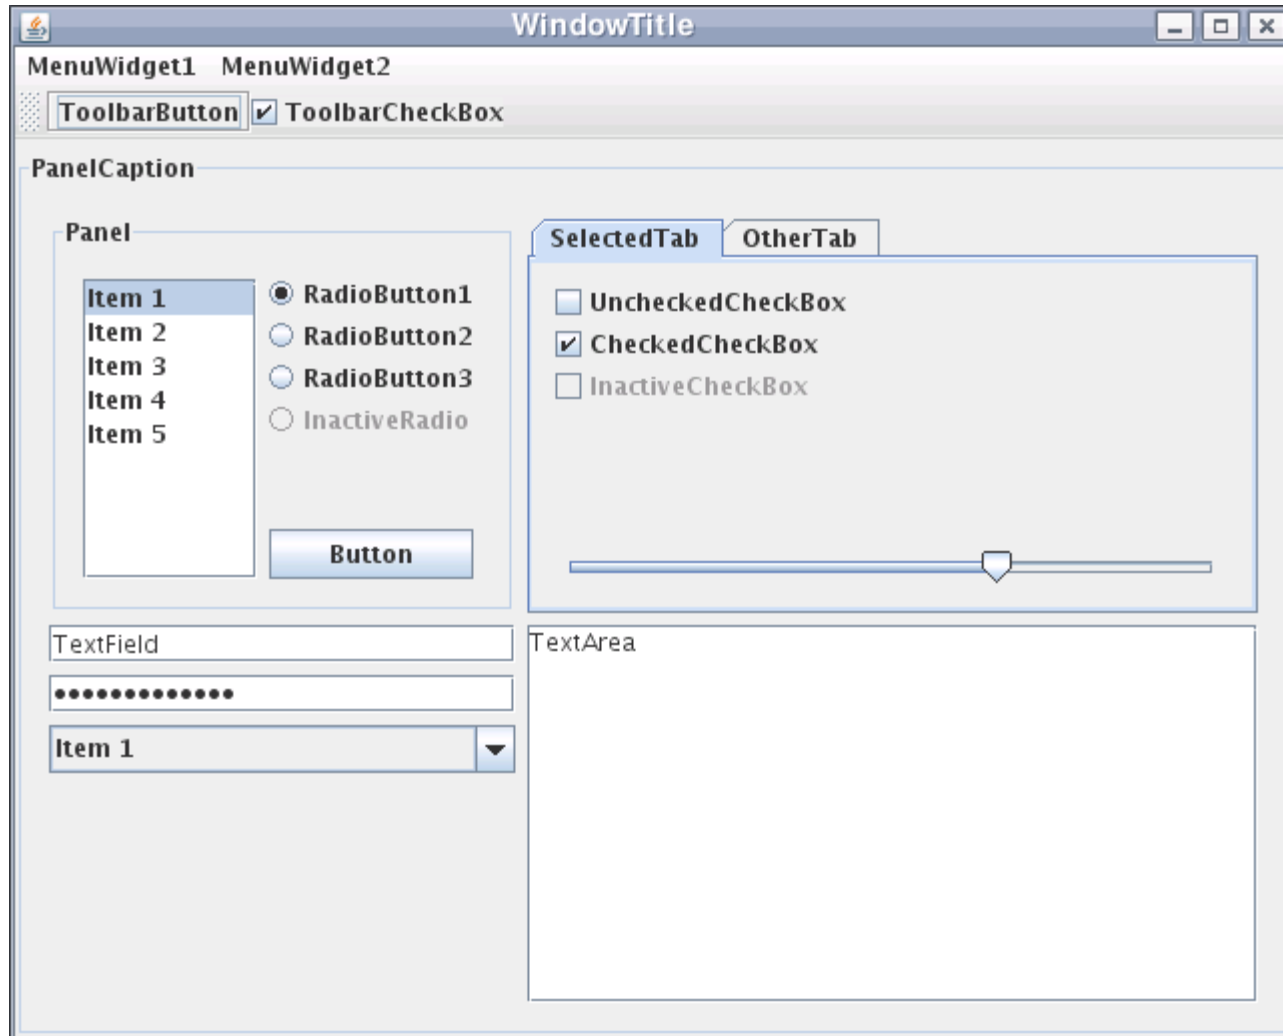 WindowTitle
MenuWidget1 MenuWidget2
ToolbarButton ToolbarCheckBox
PanelCaption
Panel
Item 1
Item 2
Item 3
Item 4
Item 5
RadioButton1
RadioButton2
RadioButton3
InactiveRadio
Button
SelectedTab OtherTab
UncheckedCheckBox
CheckedCheckBox
InactiveCheckBox
TextField
•••••••••••••
Item 1
TextArea